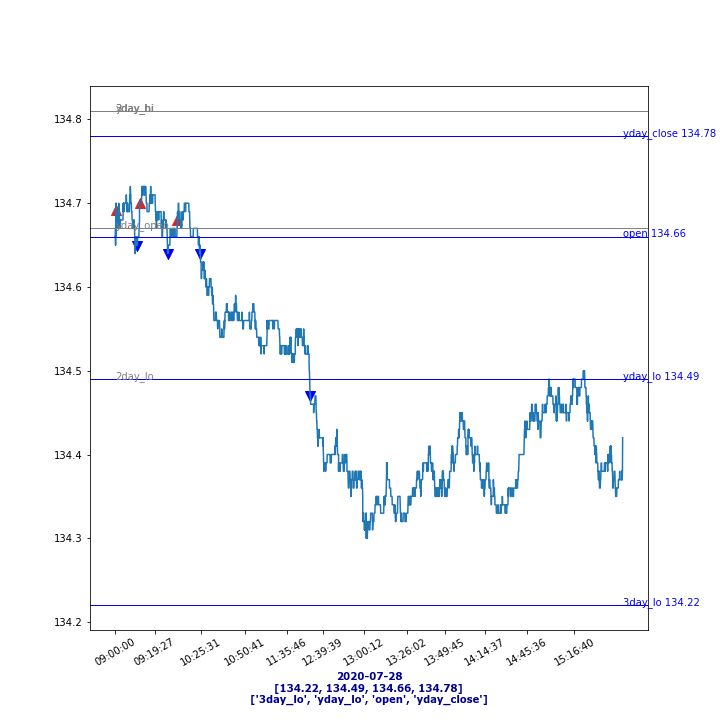 134.8
134.7
134.6
134.5
134.4
134.3
134.2
yday_close 134.78
open 134.66
2day_lo
yday_lo 134.49
3day_lo 134.22
09:00:00
09:19:27
10:25:31
10:50:41
11:35:46
12:39:39
13:00:12
13:26:02
13:49:45
14:14:37
14:45:36
15:16:40
2020-07-28
[134.22, 134.49, 134.66, 134.78]
['3day_lo', 'yday_lo', 'open', 'yday_close']